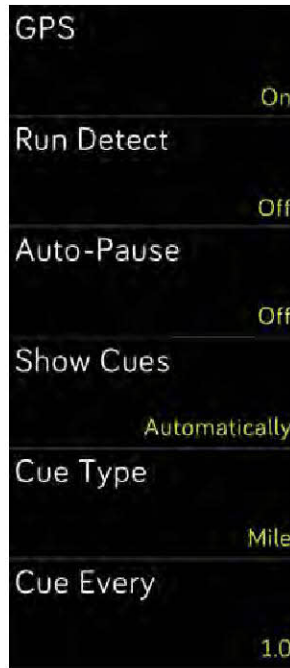 GPS
On
Run Detect
Off
Auto-Pause
Off
Show Cues
Automatically
Cue Type
Mile
Cue Every
1.0